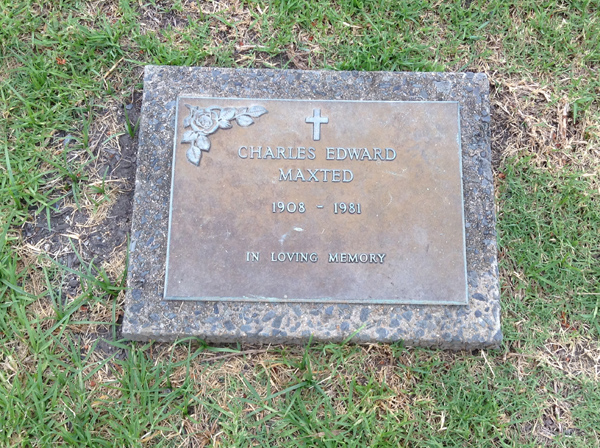 CHARLES EDWARD
MAXTED
1908 - 1981
IN LOVING MEMORY